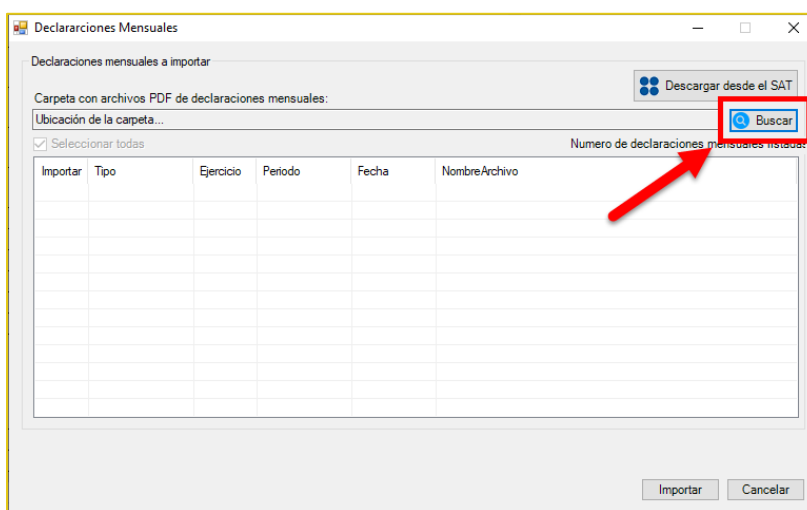 Declararciones Mensuales
Declaraciones mensuales a importar
Descargar desde el SAT
Carpeta con archivos PDF de declaraciones mensuales:
Ubicación de la carpeta...
Buscar
Seleccionar todas
Numero de declaraciones mensuales listadas
Importar Tipo Ejercicio Periodo Fecha NombreArchivo
Importar Cancelar